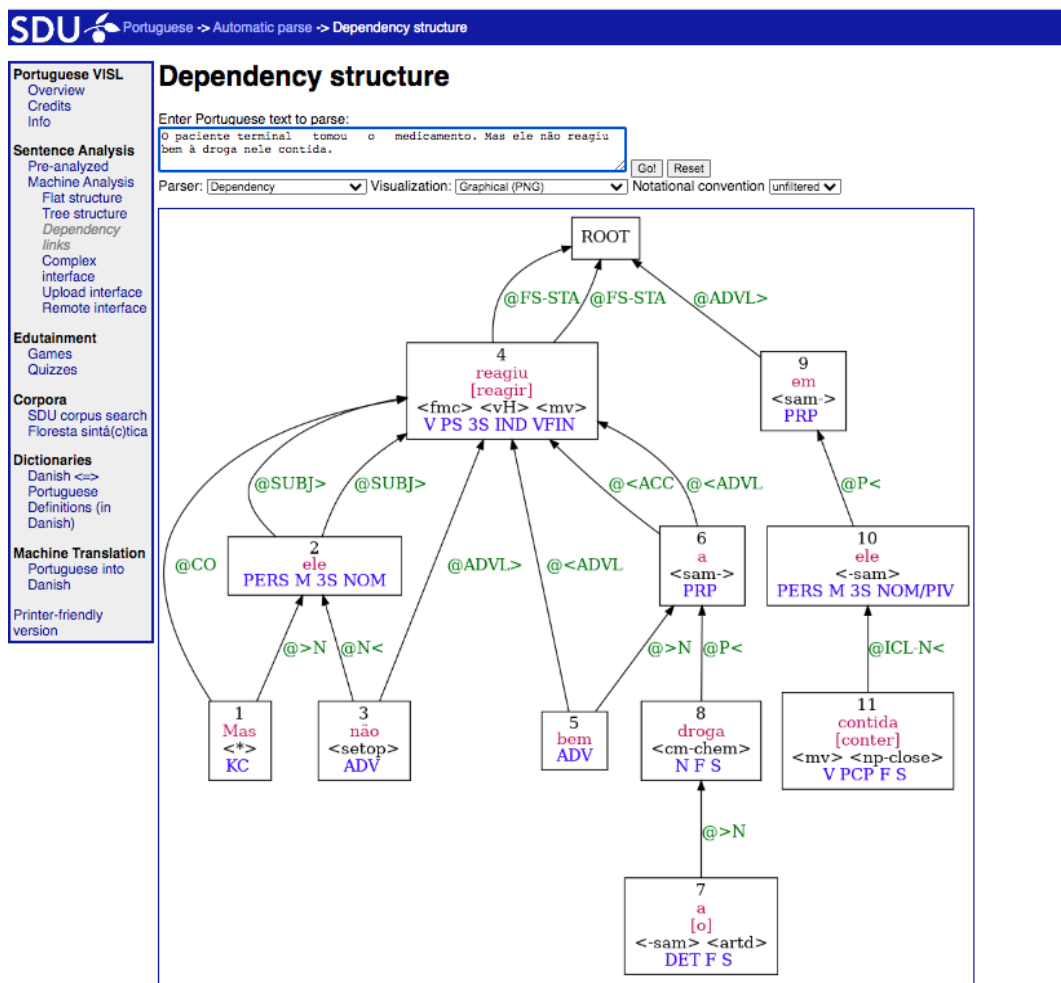 SDU Portuguese -> Automatic parse -> Dependency structure
Portuguese VISL
Overview
Credits
Info
Sentence Analysis
Pre-analyzed
Machine Analysis
Flat structure
Tree structure
Dependency
links
Complex
interface
Upload interface
Remote interface
Edutainment
Games
Quizzes
Corpora
SDU corpus search
Floresta sintá(c)tica
Dictionaries
Danish <=>
Portuguese
Definitions (in
Danish)
Machine Translation
Portuguese into
Danish
Printer-friendly
version
Dependency structure
Enter Portuguese text to parse:
O paciente terminal tomou o medicamento. Mas ele não reagiu
bem à droga nele contida.
Go! Reset
Parser: Dependency Visualization: Graphical (PNG) Notational convention unfiltered
ROOT
@FS-STA @FS-STA @ADVL>
4
reagiu
[reagir]
<fmc> <vH> <mv>
V PS 3S IND VFIN
9
em
<sam->
PRP
@SUBJ> @SUBJ> @<ACC @<ADVL @P<
@CO
2
ele
PERS M 3S NOM
@ADVL> @<ADVL
6
a
<sam->
PRP
10
ele
<-sam>
PERS M 3S NOM/PIV
@>N @N< @>N @P< @ICL-N<
1
Mas
<*>
KC
3
não
<setop>
ADV
5
bem
ADV
8
droga
<cm-chem>
N F S
11
contida
[conter]
<mv> <np-close>
V PCP F S
@>N
7
a
[o]
<-sam> <artd>
DET F S